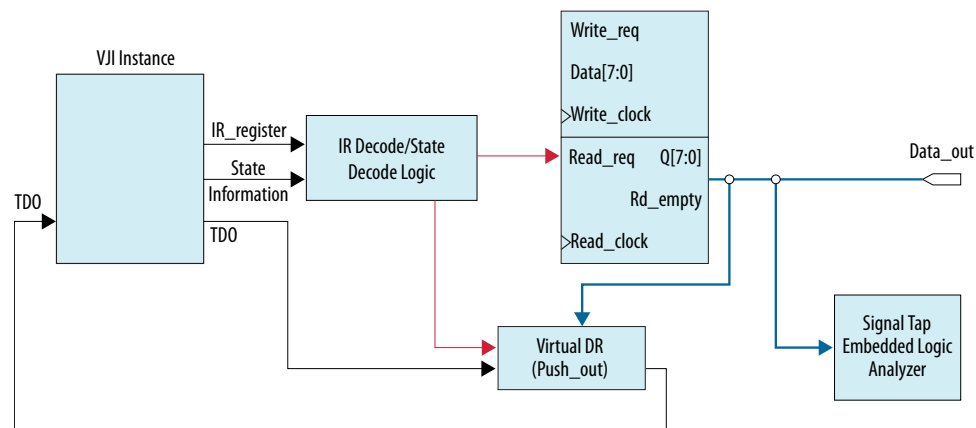 VJI Instance
IR_register
State
Information
TDO
TDO
IR Decode/State
Decode Logic
Write_req
Data[7:0]
Write_clock
Read_req Q[7:0]
Rd_empty
Read_clock
Data_out
Virtual DR
(Push_out)
Signal Tap
Embedded Logic
Analyzer